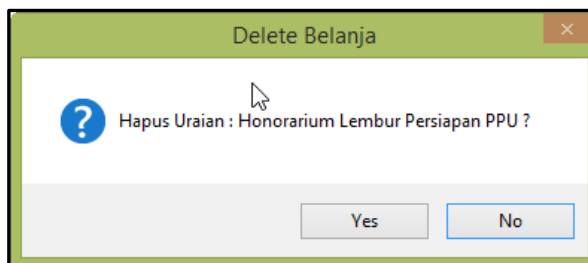 Delete Belanja
Hapus Uraian : Honorarium Lembur Persiapan PPU ?
Yes
No